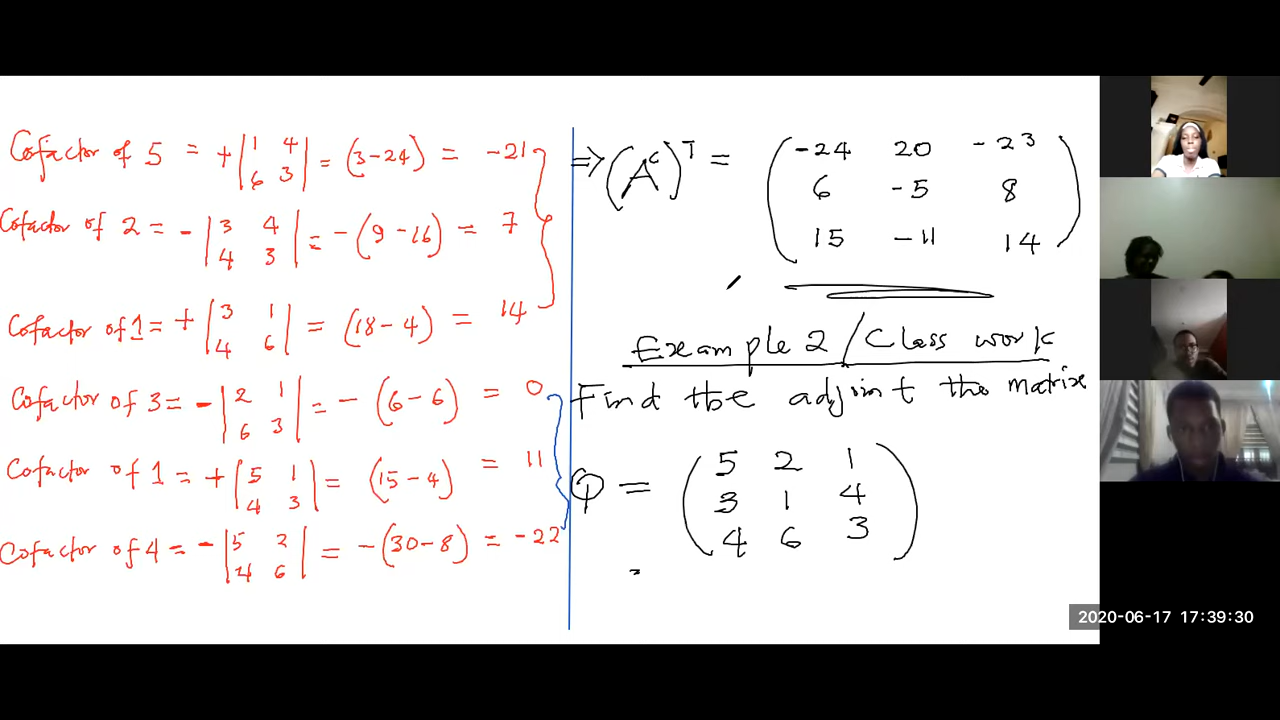 Cofactor of 5 = + |1 4; 6 3| = (3-24) = -21
Cofactor of 2 = - |3 4; 4 3| = -(9-16) = 7
Cofactor of 1 = + |3 1; 4 6| = (18-4) = 14
Cofactor of 3 = - |2 1; 6 3| = -(6-6) = 0
Cofactor of 1 = + |5 1; 4 3| = (15-4) = 11
Cofactor of 4 = - |5 2; 4 6| = -(30-8) = -22
⇒ (A^c)^T =
-24 20 -23
6 -5 8
15 -11 14
Example 2 / Class work
Find the adjoint the matrix
=
5 2 1
3 1 4
4 6 3
=
2020-06-17 17:39:30